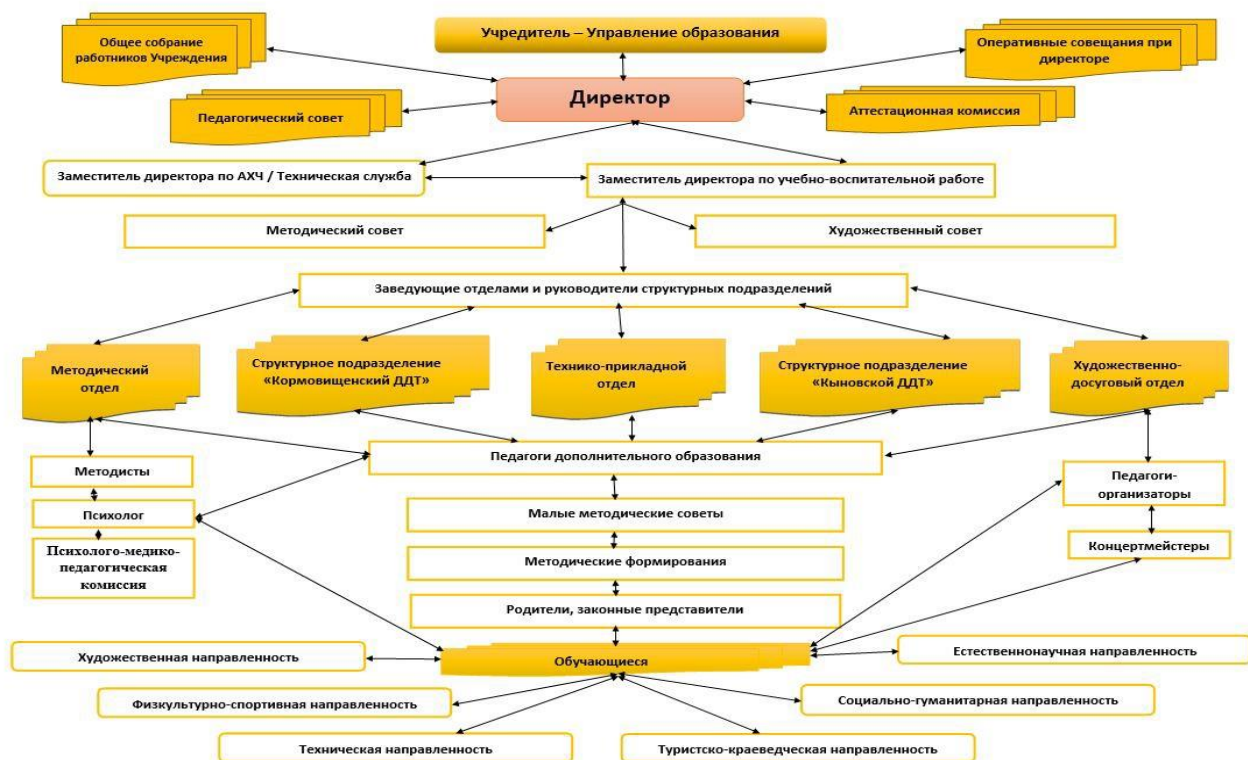 Общее собрание
работников Учреждения
Учредитель – Управление образования
Оперативные совещания при
директоре
Директор
Педагогический совет
Аттестационная комиссия
Заместитель директора по АХЧ / Техническая служба
Заместитель директора по учебно-воспитательной работе
Методический совет
Художественный совет
Заведующие отделами и руководители структурных подразделений
Методический
отдел
Структурное подразделение
«Кормовищенский ДДТ»
Технико-прикладной
отдел
Структурное подразделение
«Кыновской ДДТ»
Художественно-
досуговый отдел
Педагоги дополнительного образования
Методисты
Педагоги-
организаторы
Психолог
Малые методические советы
Психолого-медико-
педагогическая
комиссия
Методические формирования
Концертмейстеры
Родители, законные представители
Художественная направленность
Обучающиеся
Естественнонаучная направленность
Физкультурно-спортивная направленность
Социально-гуманитарная направленность
Техническая направленность
Туристско-краеведческая направленность